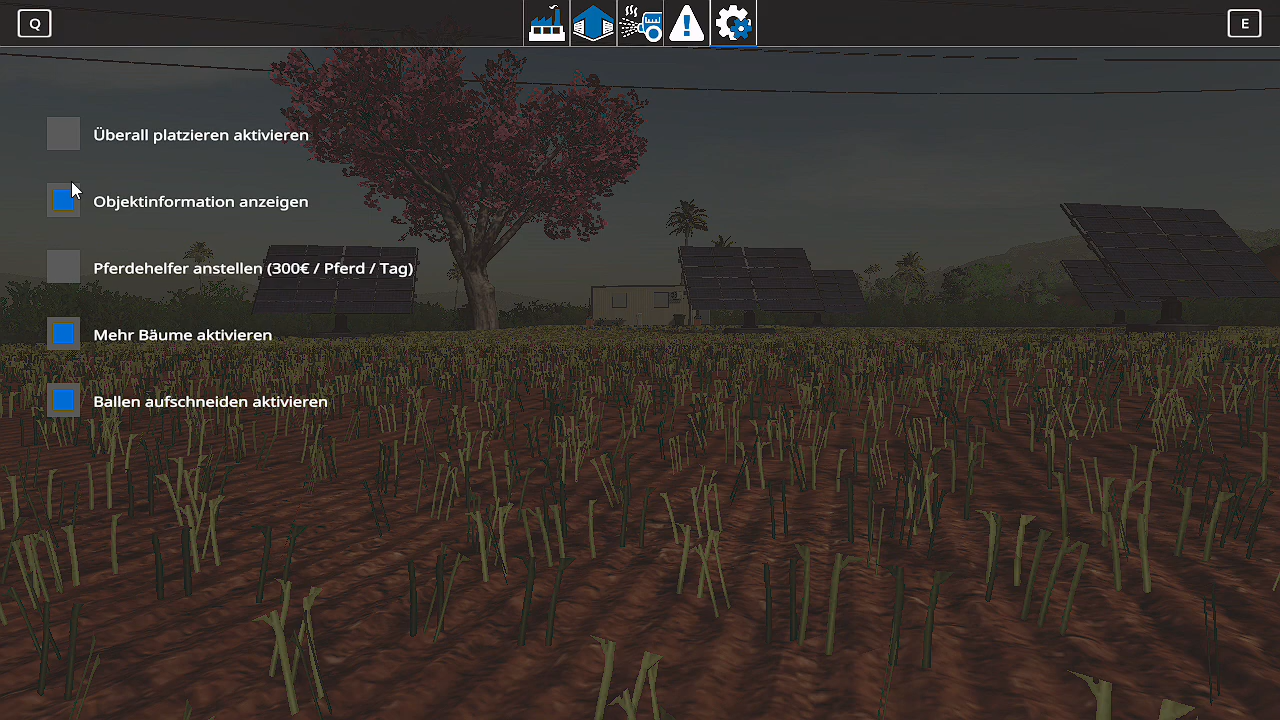 Q
E
Überall platzieren aktivieren
Objektinformation anzeigen
Pferdehelfer anstellen (300€ / Pferd / Tag)
Mehr Bäume aktivieren
Ballen aufschneiden aktivieren